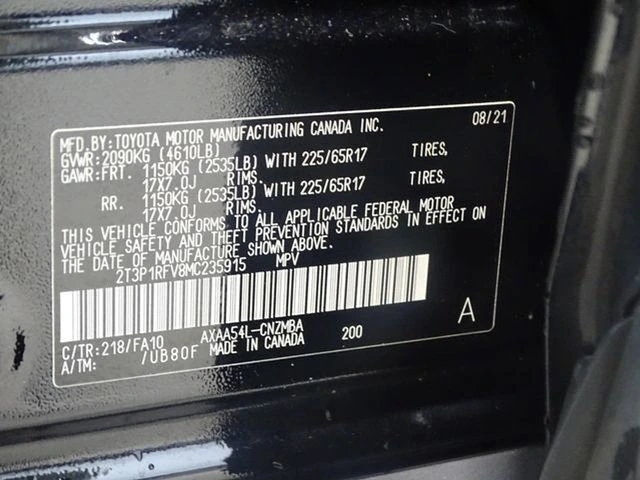 MFD.BY:TOYOTA MOTOR MANUFACTURING CANADA INC. 08/21
GVWR:2090KG (4610LB)
GAWR:FRT. 1150KG (2535LB) WITH 225/65R17 TIRES,
17X7.0J RIMS.
RR. 1150KG (2535LB) WITH 225/65R17 TIRES,
17X7.0J RIMS.
THIS VEHICLE CONFORMS TO ALL APPLICABLE FEDERAL MOTOR
VEHICLE SAFETY AND THEFT PREVENTION STANDARDS IN EFFECT ON
THE DATE OF MANUFACTURE SHOWN ABOVE.
2T3P1RFV8MC235915 MPV
A
C/TR:218/FA10 AXAA54L-CNZMBA 200
A/TM: /UB80F MADE IN CANADA